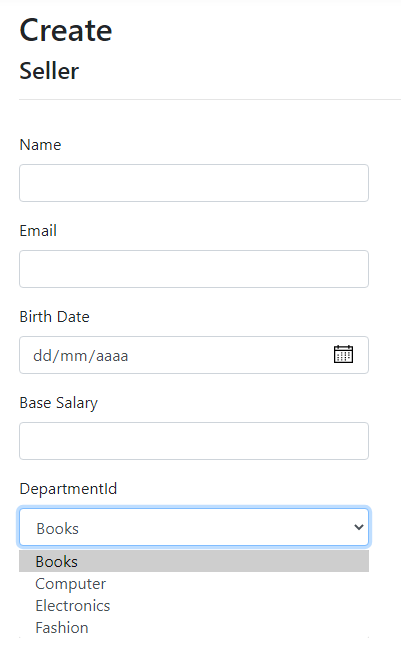 Create
Seller
Name
Email
Birth Date
dd/mm/aaaa
Base Salary
DepartmentId
Books
Books
Computer
Electronics
Fashion